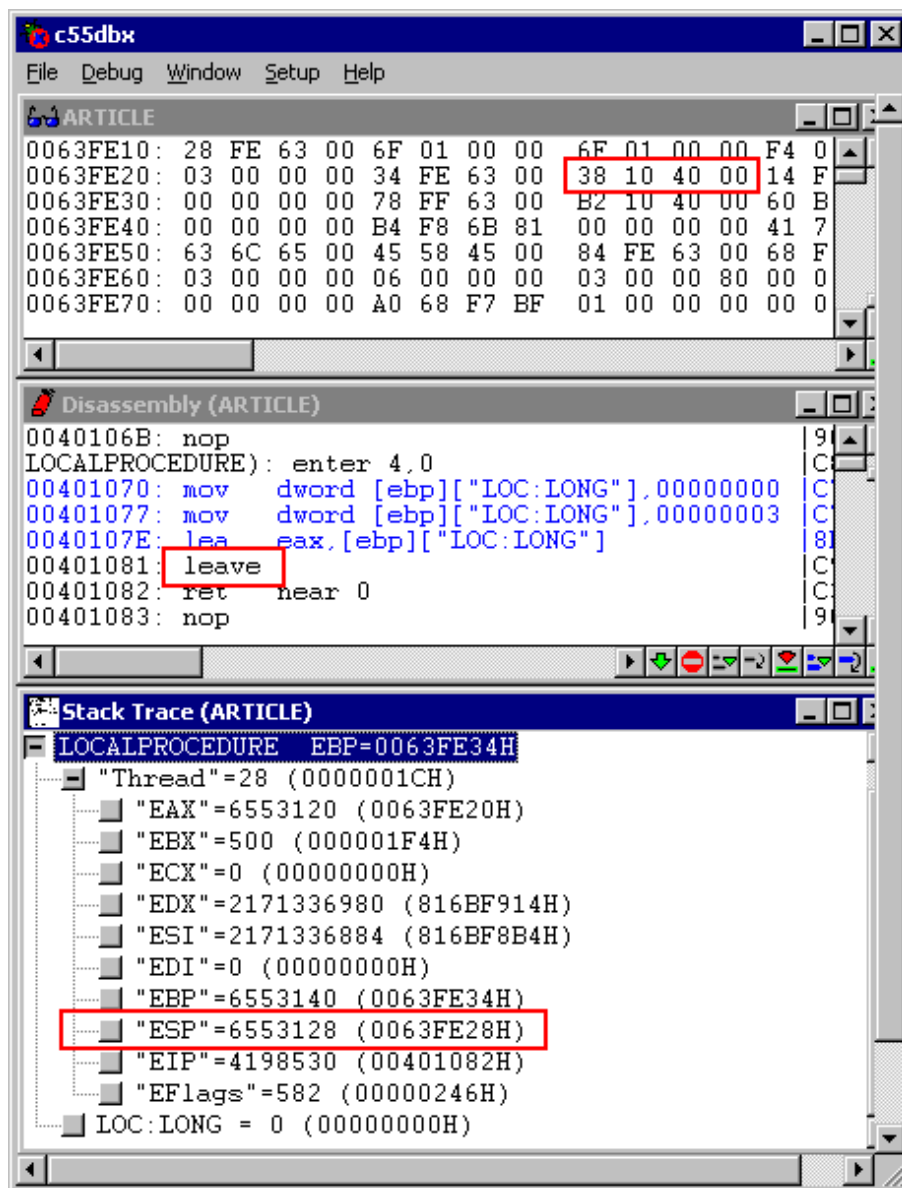 c55dbx
File Debug Window Setup Help
ARTICLE
0063FE10: 28 FE 63 00 6F 01 00 00 6F 01 00 00 F4 0
0063FE20: 03 00 00 00 34 FE 63 00 38 10 40 00 14 F
0063FE30: 00 00 00 00 78 FF 63 00 B2 10 40 00 60 B
0063FE40: 00 00 00 00 B4 F8 6B 81 00 00 00 00 41 7
0063FE50: 63 6C 65 00 45 58 45 00 84 FE 63 00 68 F
0063FE60: 03 00 00 00 06 00 00 00 03 00 00 80 00 0
0063FE70: 00 00 00 00 A0 68 F7 BF 01 00 00 00 00 0
Disassembly (ARTICLE)
0040106B: nop |9
LOCALPROCEDURE): enter 4,0 |C
00401070: mov dword [ebp]["LOC:LONG"],00000000 |C
00401077: mov dword [ebp]["LOC:LONG"],00000003 |C
0040107E: lea eax,[ebp]["LOC:LONG"] |8
00401081: leave |C
00401082: ret near 0 |C
00401083: nop |9
Stack Trace (ARTICLE)
LOCALPROCEDURE EBP=0063FE34H
"Thread"=28 (0000001CH)
"EAX"=6553120 (0063FE20H)
"EBX"=500 (000001F4H)
"ECX"=0 (00000000H)
"EDX"=2171336980 (816BF914H)
"ESI"=2171336884 (816BF8B4H)
"EDI"=0 (00000000H)
"EBP"=6553140 (0063FE34H)
"ESP"=6553128 (0063FE28H)
"EIP"=4198530 (00401082H)
"EFlags"=582 (00000246H)
LOC:LONG = 0 (00000000H)